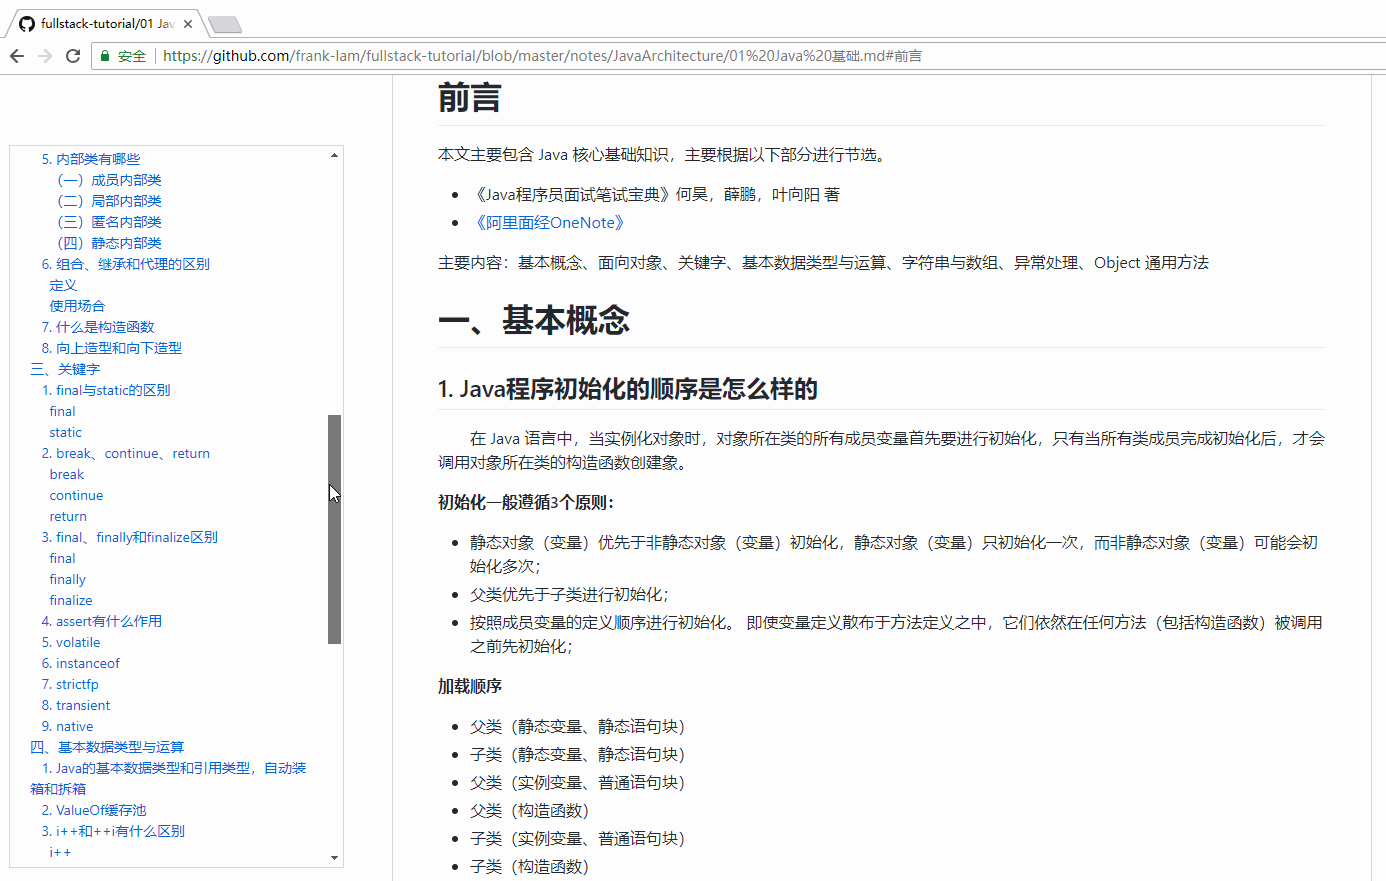 fullstack-tutorial/01 Jav
安全 https://github.com/frank-lam/fullstack-tutorial/blob/master/notes/JavaArchitecture/01%20Java%20基础.md#前言
5. 内部类有哪些
（一）成员内部类
（二）局部内部类
（三）匿名内部类
（四）静态内部类
6. 组合、继承和代理的区别
定义
使用场合
7. 什么是构造函数
8. 向上造型和向下造型
三、关键字
1. final与static的区别
final
static
2. break、continue、return
break
continue
return
3. final、finally和finalize区别
final
finally
finalize
4. assert有什么作用
5. volatile
6. instanceof
7. strictfp
8. transient
9. native
四、基本数据类型与运算
1. Java的基本数据类型和引用类型，自动装
箱和拆箱
2. ValueOf缓存池
3. i++和++i有什么区别
i++
前言
本文主要包含 Java 核心基础知识，主要根据以下部分进行节选。
• 《Java程序员面试笔试宝典》何昊，薛鹏，叶向阳 著
• 《阿里面经OneNote》
主要内容：基本概念、面向对象、关键字、基本数据类型与运算、字符串与数组、异常处理、Object 通用方法
一、基本概念
1. Java程序初始化的顺序是怎么样的
在 Java 语言中，当实例化对象时，对象所在类的所有成员变量首先要进行初始化，只有当所有类成员完成初始化后，才会
调用对象所在类的构造函数创建象。
初始化一般遵循3个原则：
• 静态对象（变量）优先于非静态对象（变量）初始化，静态对象（变量）只初始化一次，而非静态对象（变量）可能会初
始化多次；
• 父类优先于子类进行初始化；
• 按照成员变量的定义顺序进行初始化。 即使变量定义散布于方法定义之中，它们依然在任何方法（包括构造函数）被调用
之前先初始化；
加载顺序
• 父类（静态变量、静态语句块）
• 子类（静态变量、静态语句块）
• 父类（实例变量、普通语句块）
• 父类（构造函数）
• 子类（实例变量、普通语句块）
• 子类（构造函数）